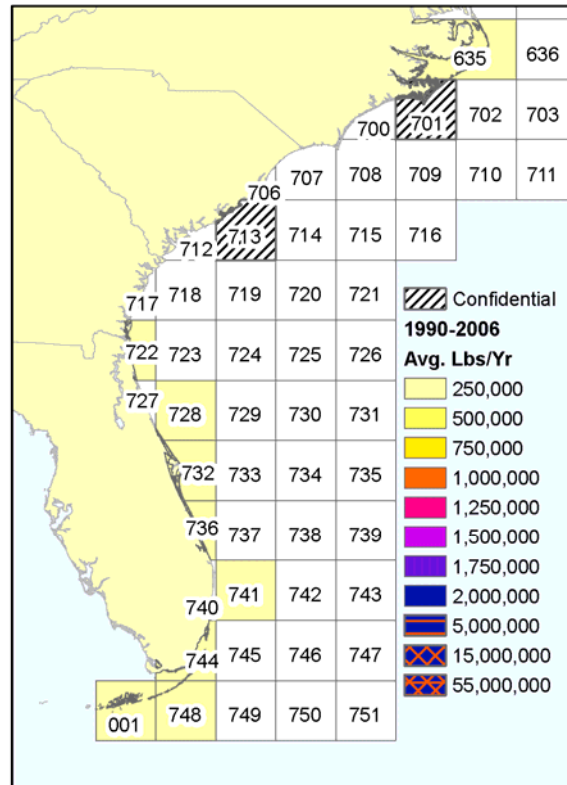 635 636
700 701 702 703
706 707 708 709 710 711
712 713 714 715 716
717 718 719 720 721
722 723 724 725 726
727 728 729 730 731
732 733 734 735
736 737 738 739
740 741 742 743
744 745 746 747
001 748 749 750 751
Confidential
1990-2006
Avg. Lbs/Yr
250,000
500,000
750,000
1,000,000
1,250,000
1,500,000
1,750,000
2,000,000
5,000,000
15,000,000
55,000,000